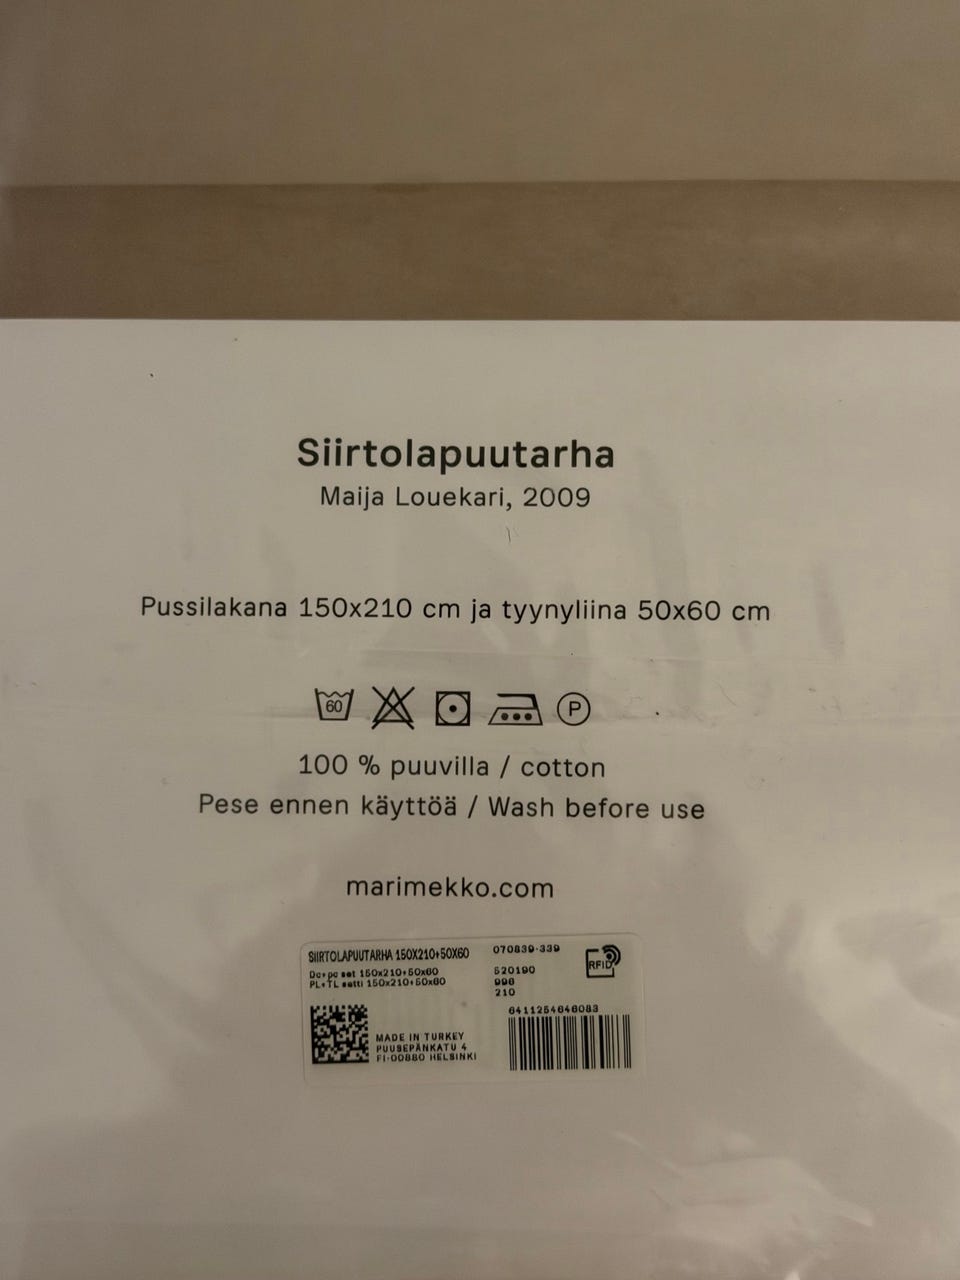 Siirtolapuutarha
Maija Louekari, 2009
Pussilakana 150x210 cm ja tyynyliina 50x60 cm
60
P
100 % puuvilla / cotton
Pese ennen käyttöä / Wash before use
marimekko.com
SIIRTOLAPUUTARHA 150X210+50X60
Dc+pc set 150x210+50x60
PL+TL setti 150x210+50x60
MADE IN TURKEY
PUUSEPÄNKATU 4
FI-00880 HELSINKI
070839-339
520190
996
210
RFID
6411254646083